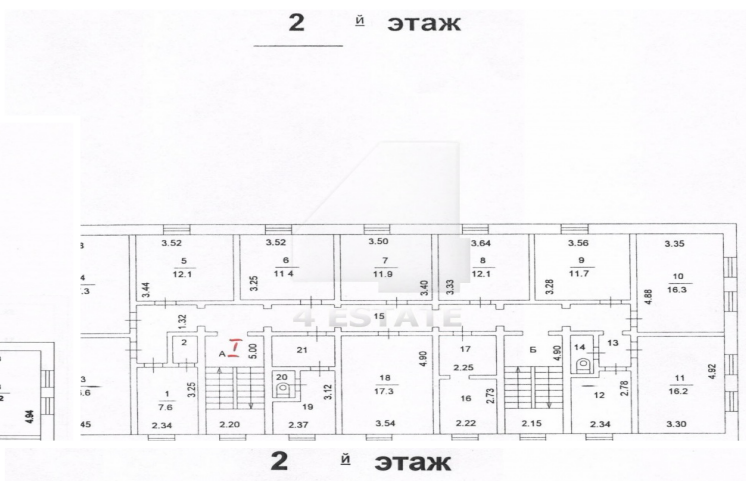 2 й этаж
4 ESTATE
3.52 3.52 3.50 3.64 3.56 3.35
5 6 7 8 9 10
12.1 11.4 11.9 12.1 11.7 16.3
3.44 3.25 3.40 3.33 3.28 4.88
1.32 15
4 ESTATE
2 А I 5.00 21 4.90 17 Б 4.90 14 13
2.25
1 3.25 20 3.12 18 2.73 2.78 11 4.92
7.6 17.3 16.2
19 16 12
2.34 2.20 2.37 3.54 2.22 2.15 2.34 3.30
4.94
2 й этаж